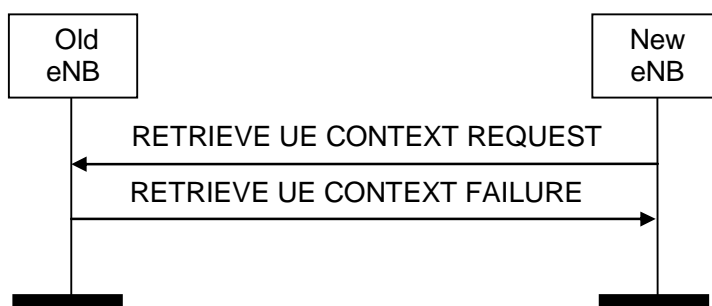 Old
eNB
New
eNB
RETRIEVE UE CONTEXT REQUEST
RETRIEVE UE CONTEXT FAILURE